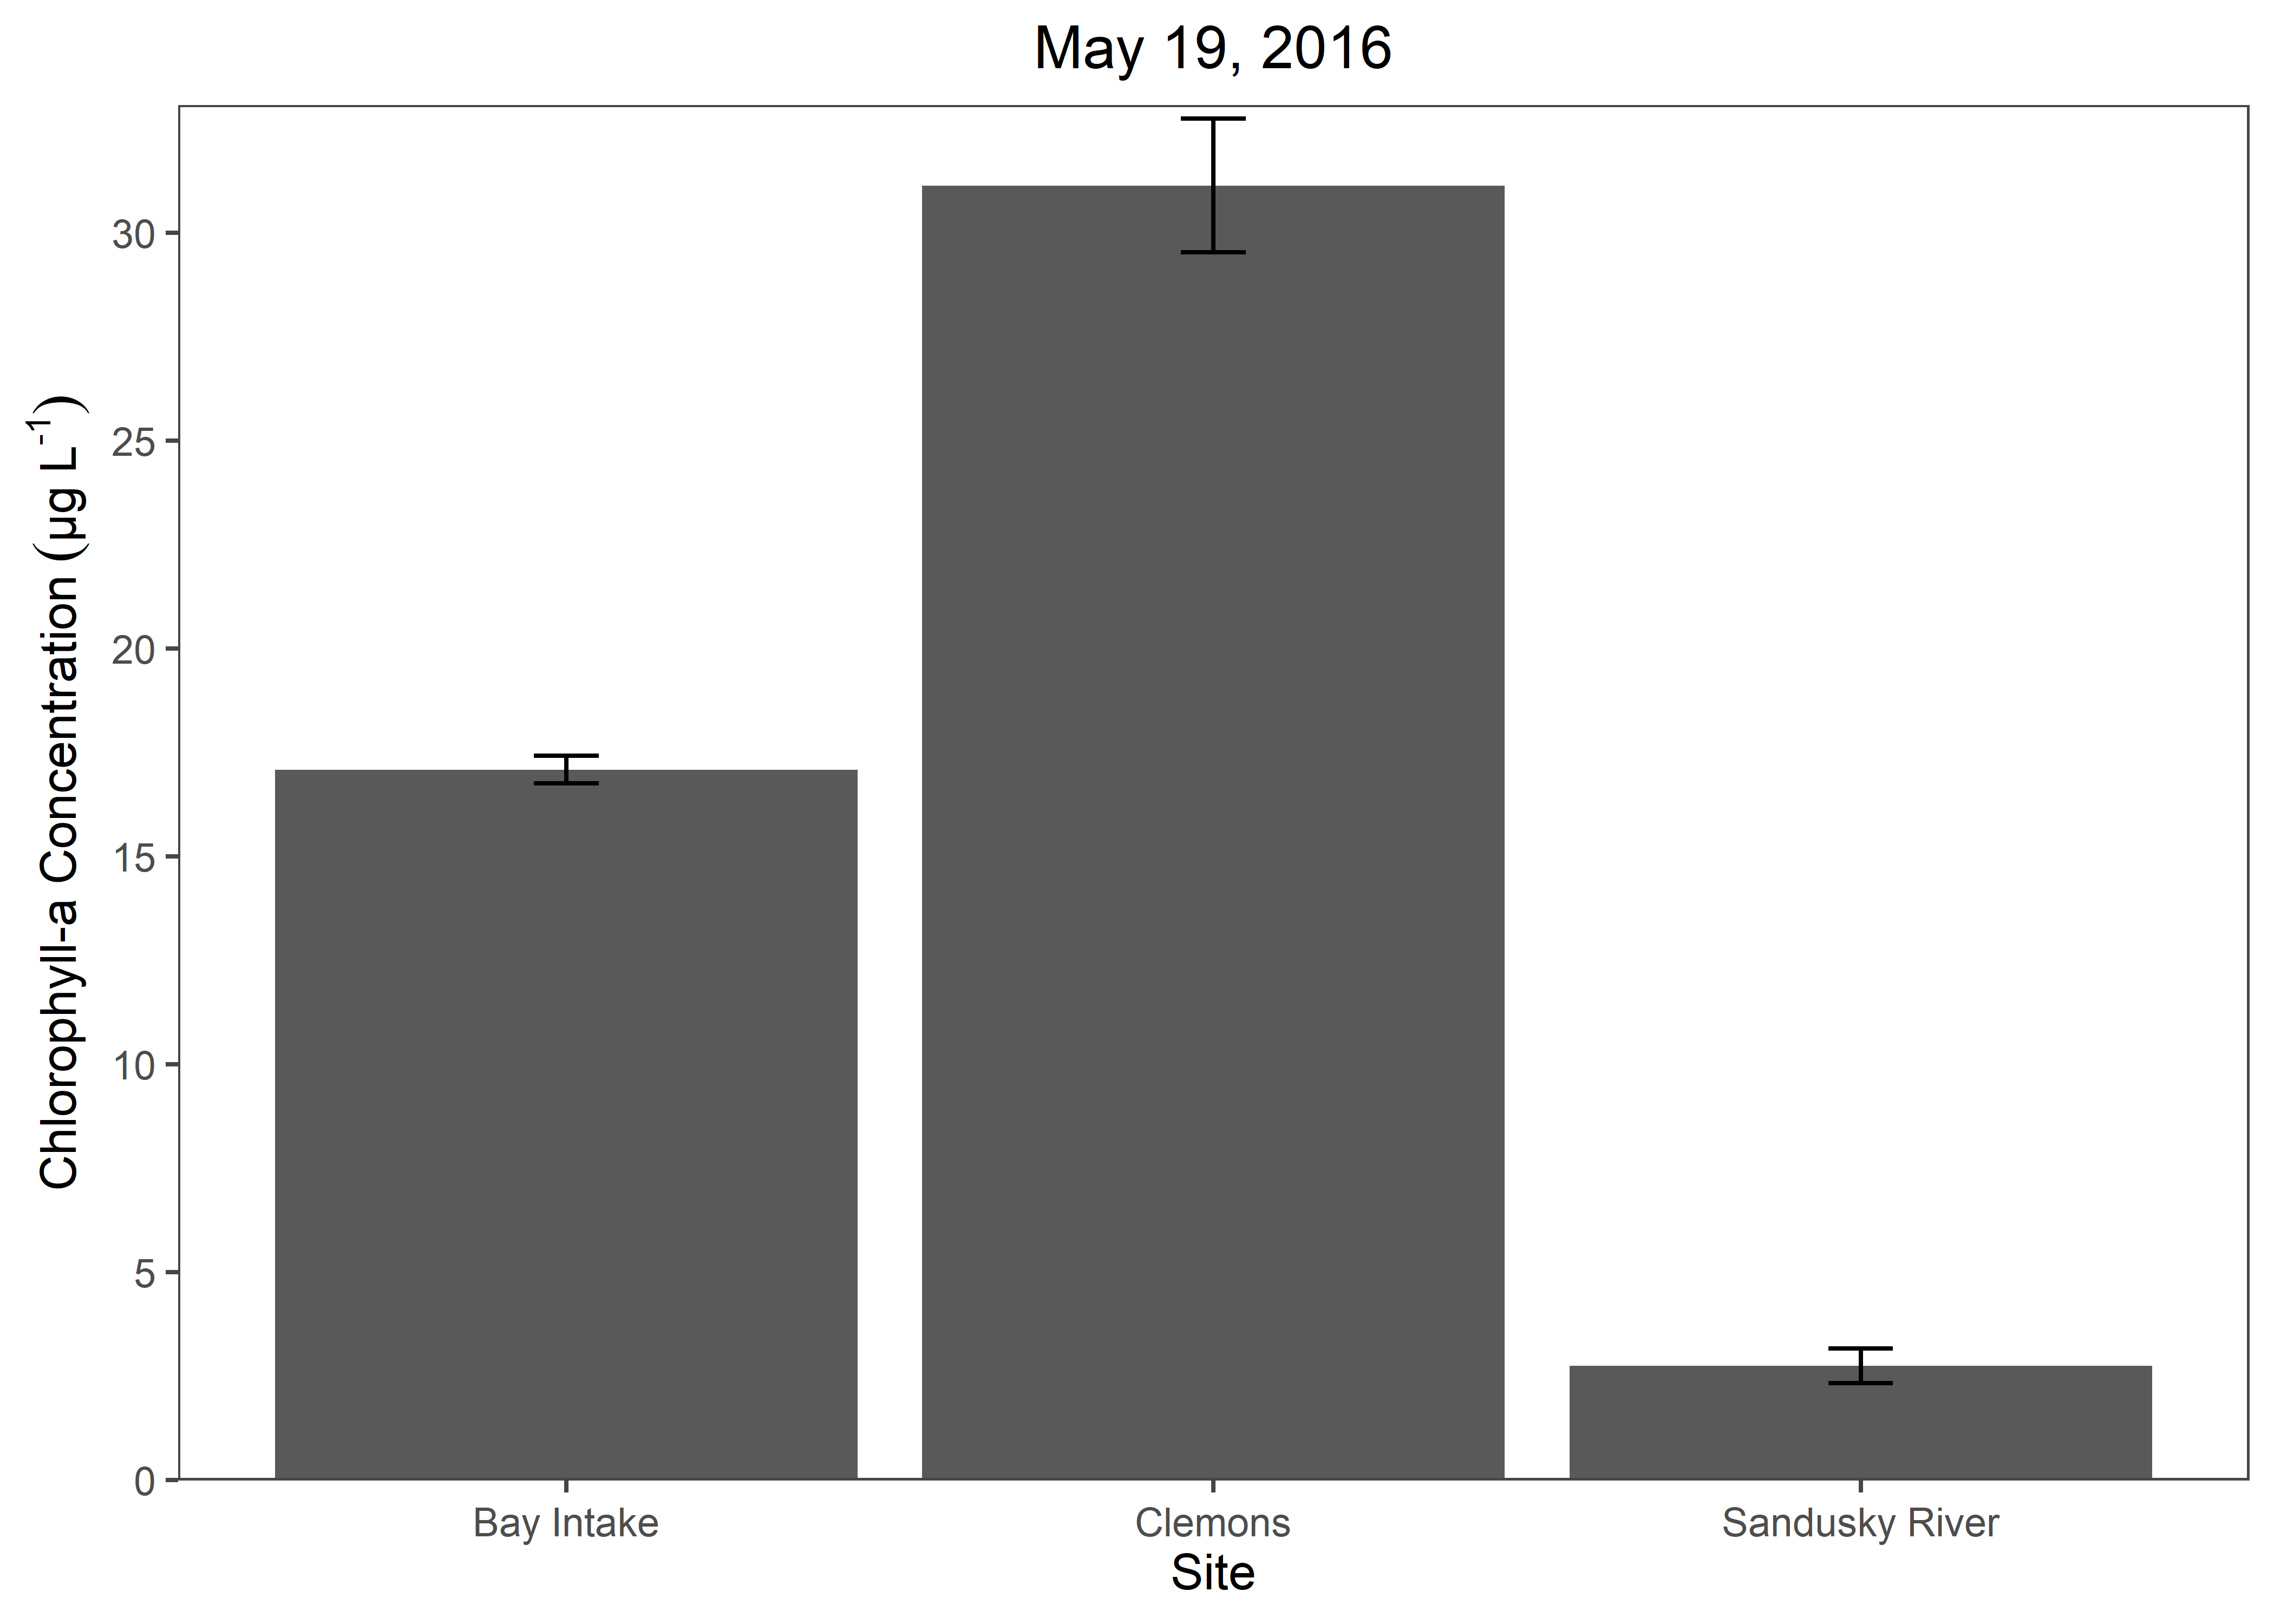 May 19, 2016
Chlorophyll-a Concentration (µg L⁻¹)
30
25
20
15
10
5
0
Bay Intake
Clemons
Sandusky River
Site